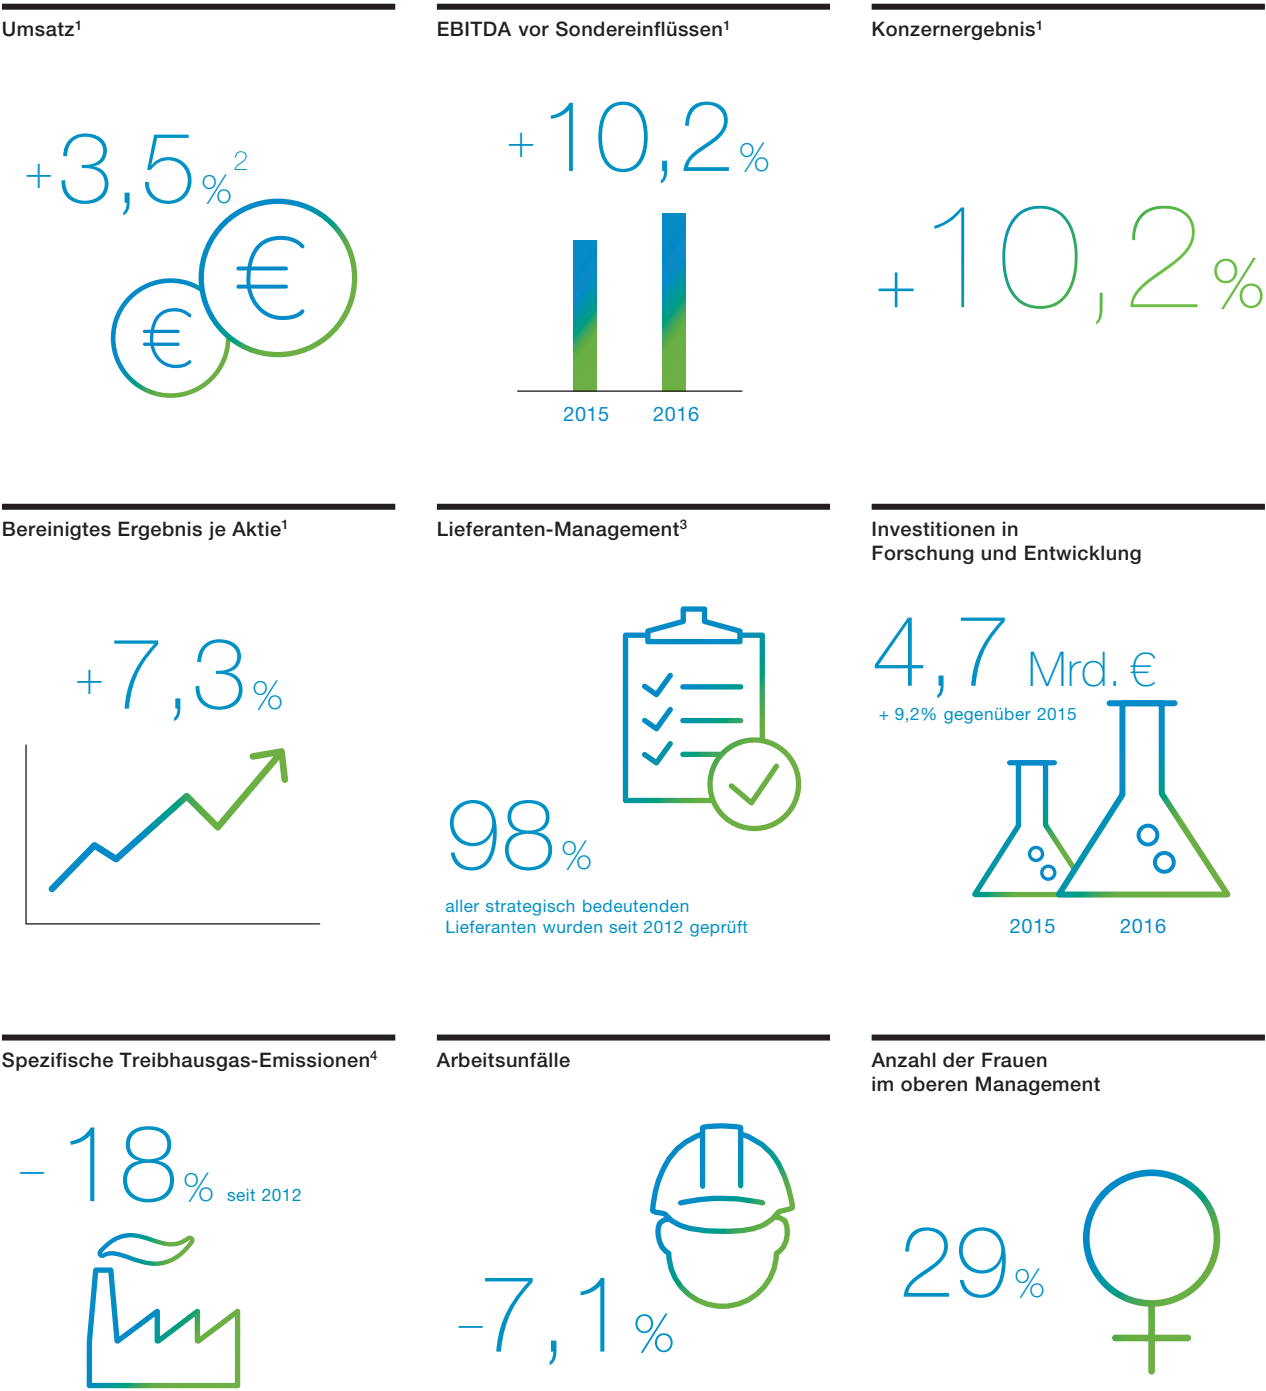 Umsatz¹
+3,5%²
€
€
EBITDA vor Sondereinflüssen¹
+10,2%
2015 2016
Konzernergebnis¹
+10,2%
Bereinigtes Ergebnis je Aktie¹
+7,3%
Lieferanten-Management³
98%
aller strategisch bedeutenden
Lieferanten wurden seit 2012 geprüft
Investitionen in
Forschung und Entwicklung
4,7 Mrd. €
+ 9,2% gegenüber 2015
2015 2016
Spezifische Treibhausgas-Emissionen⁴
– 18% seit 2012
Arbeitsunfälle
–7,1%
Anzahl der Frauen
im oberen Management
29%